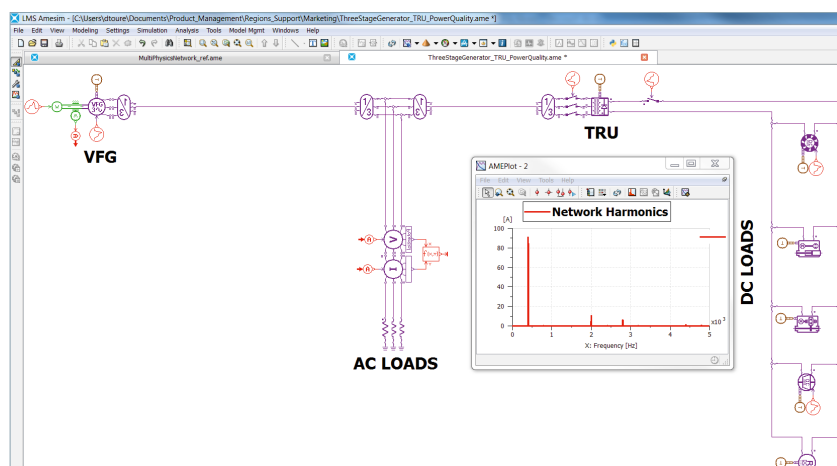 LMS Amesim - [C:\Users\dtoure\Documents\Product_Management\Regions_Support\Marketing\ThreeStageGenerator_TRU_PowerQuality.ame *]
File Edit View Modeling Settings Simulation Analysis Tools Model Mgmt Windows Help
MultiPhysicsNetwork_ref.ame
ThreeStageGenerator_TRU_PowerQuality.ame *
VFG
VFG
TRU
AMEPlot - 2
File Edit View Tools Help
Network Harmonics
[A]
100
80
60
40
20
0
0 1 2 3 4 5
x10³
X: Frequency [Hz]
DC LOADS
V
I
AC LOADS